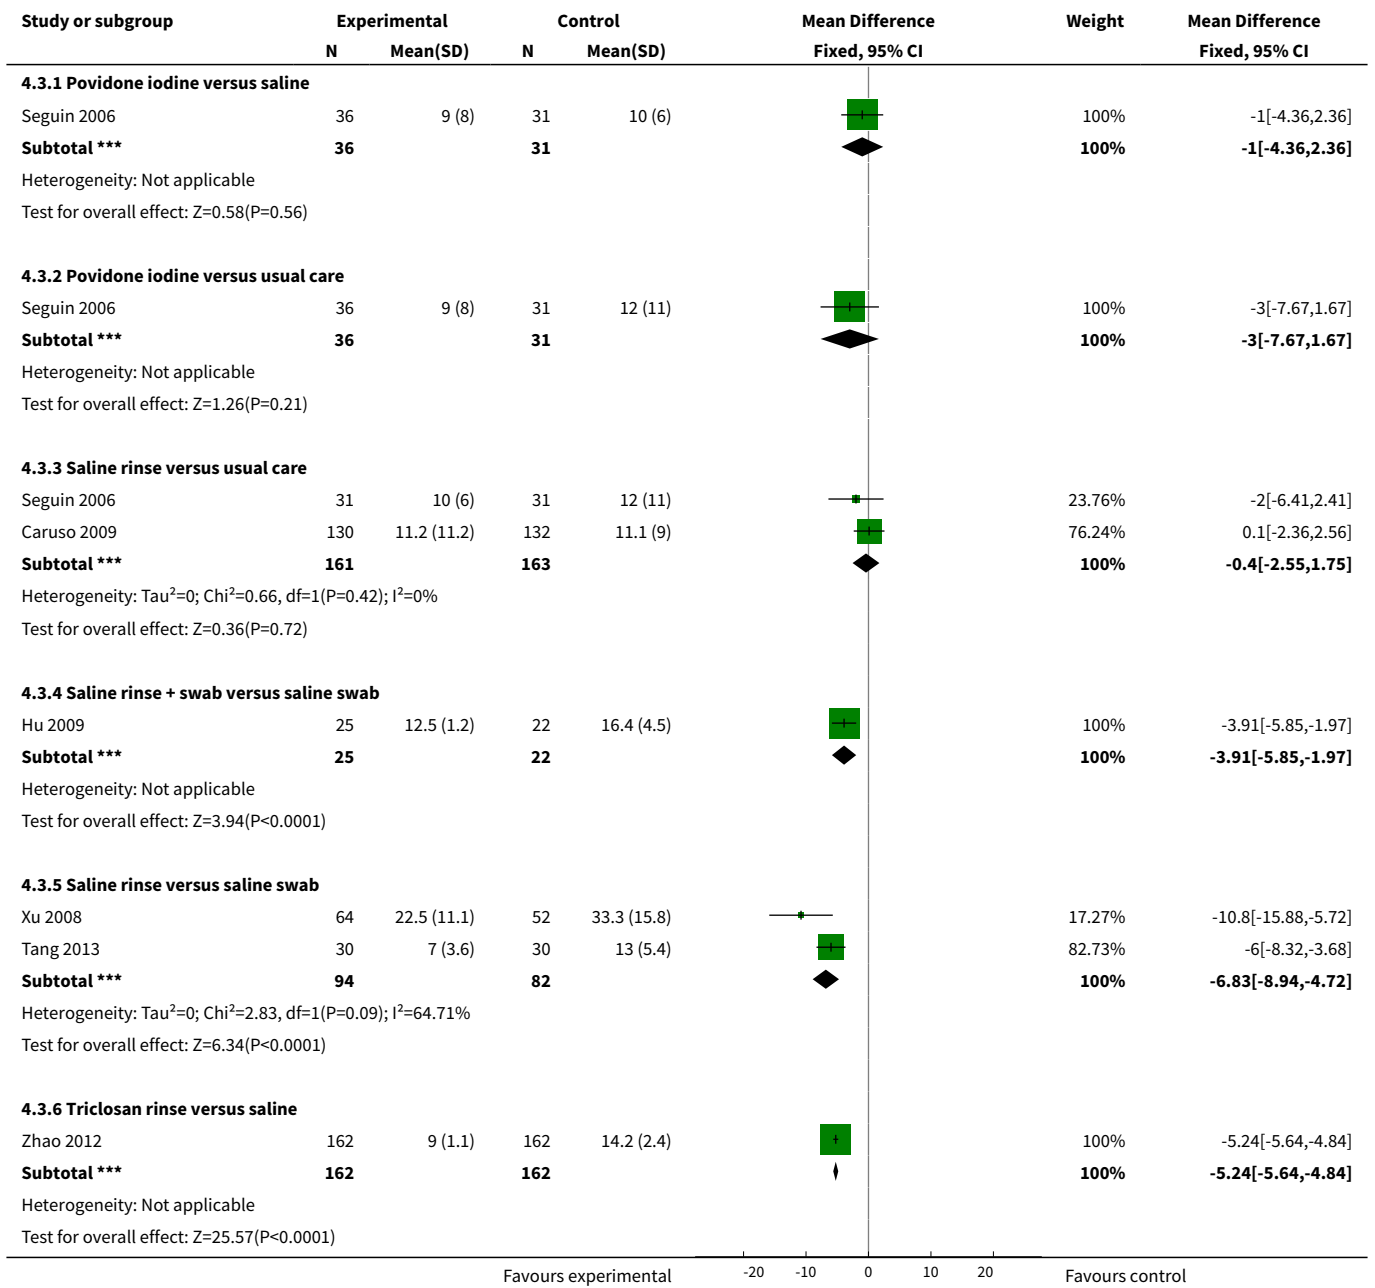 Study or subgroup Experimental Control Mean Difference Weight Mean Difference
N Mean(SD) N Mean(SD) Fixed, 95% CI Fixed, 95% CI
4.3.1 Povidone iodine versus saline
Seguin 2006 36 9 (8) 31 10 (6) 100% -1[-4.36,2.36]
Subtotal *** 36 31 100% -1[-4.36,2.36]
Heterogeneity: Not applicable
Test for overall effect: Z=0.58(P=0.56)
4.3.2 Povidone iodine versus usual care
Seguin 2006 36 9 (8) 31 12 (11) 100% -3[-7.67,1.67]
Subtotal *** 36 31 100% -3[-7.67,1.67]
Heterogeneity: Not applicable
Test for overall effect: Z=1.26(P=0.21)
4.3.3 Saline rinse versus usual care
Seguin 2006 31 10 (6) 31 12 (11) 23.76% -2[-6.41,2.41]
Caruso 2009 130 11.2 (11.2) 132 11.1 (9) 76.24% 0.1[-2.36,2.56]
Subtotal *** 161 163 100% -0.4[-2.55,1.75]
Heterogeneity: Tau²=0; Chi²=0.66, df=1(P=0.42); I²=0%
Test for overall effect: Z=0.36(P=0.72)
4.3.4 Saline rinse + swab versus saline swab
Hu 2009 25 12.5 (1.2) 22 16.4 (4.5) 100% -3.91[-5.85,-1.97]
Subtotal *** 25 22 100% -3.91[-5.85,-1.97]
Heterogeneity: Not applicable
Test for overall effect: Z=3.94(P<0.0001)
4.3.5 Saline rinse versus saline swab
Xu 2008 64 22.5 (11.1) 52 33.3 (15.8) 17.27% -10.8[-15.88,-5.72]
Tang 2013 30 7 (3.6) 30 13 (5.4) 82.73% -6[-8.32,-3.68]
Subtotal *** 94 82 100% -6.83[-8.94,-4.72]
Heterogeneity: Tau²=0; Chi²=2.83, df=1(P=0.09); I²=64.71%
Test for overall effect: Z=6.34(P<0.0001)
4.3.6 Triclosan rinse versus saline
Zhao 2012 162 9 (1.1) 162 14.2 (2.4) 100% -5.24[-5.64,-4.84]
Subtotal *** 162 162 100% -5.24[-5.64,-4.84]
Heterogeneity: Not applicable
Test for overall effect: Z=25.57(P<0.0001)
Favours experimental -20 -10 0 10 20 Favours control